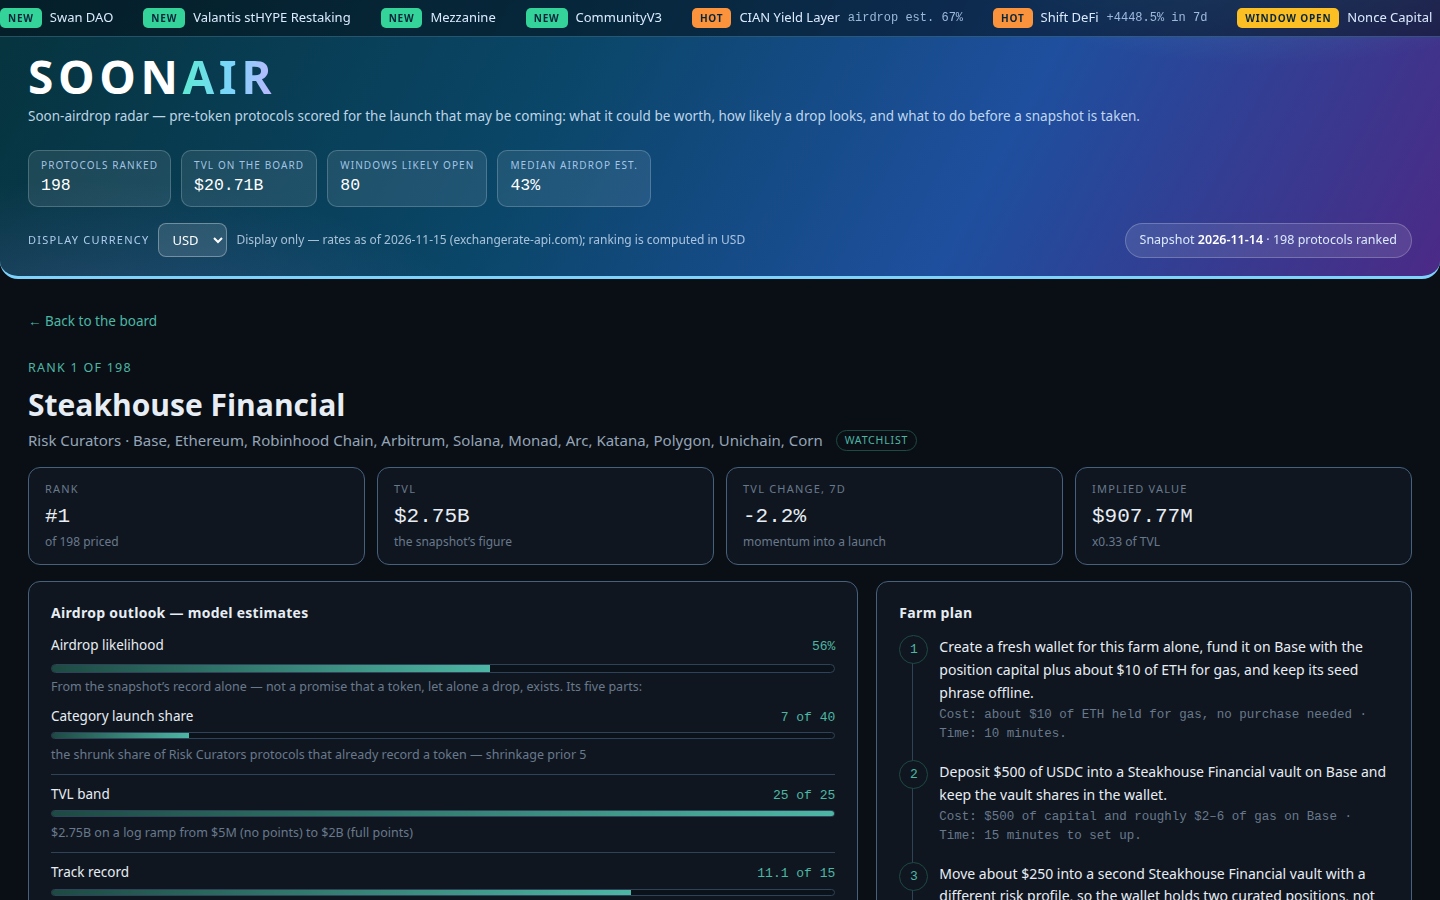 NEW Swan DAO NEW Valantis stHYPE Restaking NEW Mezzanine NEW CommunityV3 HOT CIAN Yield Layer airdrop est. 67% HOT Shift DeFi +4448.5% in 7d WINDOW OPEN Nonce Capital
SOONAIR
Soon-airdrop radar — pre-token protocols scored for the launch that may be coming: what it could be worth, how likely a drop looks, and what to do before a snapshot is taken.
PROTOCOLS RANKED
198
TVL ON THE BOARD
$20.71B
WINDOWS LIKELY OPEN
80
MEDIAN AIRDROP EST.
43%
DISPLAY CURRENCY USD Display only — rates as of 2026-11-15 (exchangerate-api.com); ranking is computed in USD
Snapshot 2026-11-14 · 198 protocols ranked
← Back to the board
RANK 1 OF 198
Steakhouse Financial
Risk Curators · Base, Ethereum, Robinhood Chain, Arbitrum, Solana, Monad, Arc, Katana, Polygon, Unichain, Corn WATCHLIST
RANK
#1
of 198 priced
TVL
$2.75B
the snapshot's figure
TVL CHANGE, 7D
-2.2%
momentum into a launch
IMPLIED VALUE
$907.77M
x0.33 of TVL
Airdrop outlook — model estimates
Airdrop likelihood 56%
From the snapshot's record alone — not a promise that a token, let alone a drop, exists. Its five parts:
Category launch share 7 of 40
the shrunk share of Risk Curators protocols that already record a token — shrinkage prior 5
TVL band 25 of 25
$2.75B on a log ramp from $5M (no points) to $2B (full points)
Track record 11.1 of 15
Farm plan
1 Create a fresh wallet for this farm alone, fund it on Base with the
position capital plus about $10 of ETH for gas, and keep its seed
phrase offline.
Cost: about $10 of ETH held for gas, no purchase needed ·
Time: 10 minutes.
2 Deposit $500 of USDC into a Steakhouse Financial vault on Base and
keep the vault shares in the wallet.
Cost: $500 of capital and roughly $2–6 of gas on Base ·
Time: 15 minutes to set up.
3 Move about $250 into a second Steakhouse Financial vault with a
different risk profile, so the wallet holds two curated positions, not